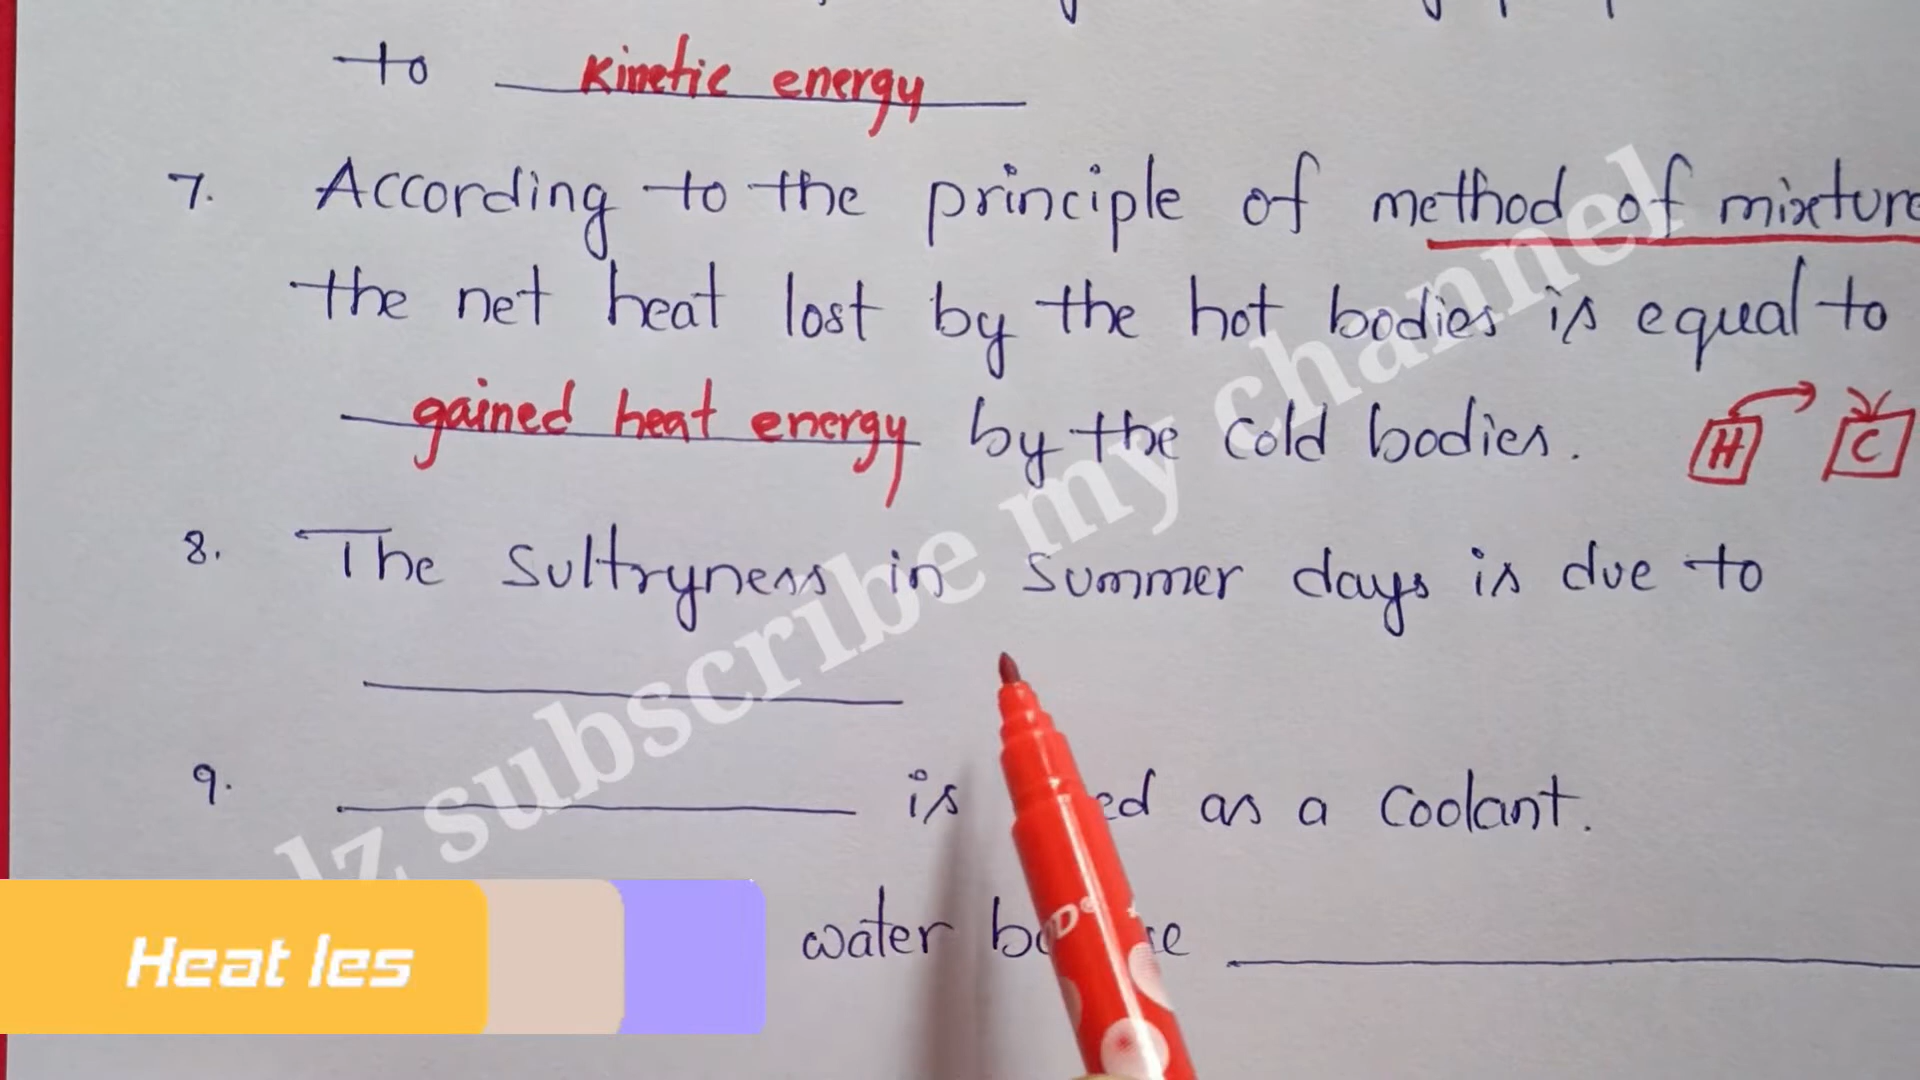 to kinetic energy
7. According to the principle of method of mixture
the net heat lost by the hot bodies is equal to
gained heat energy by the cold bodies. H C
8. The sultryness in summer days is due to
9. is as a coolant.
water
Heat les
subscribe my channel